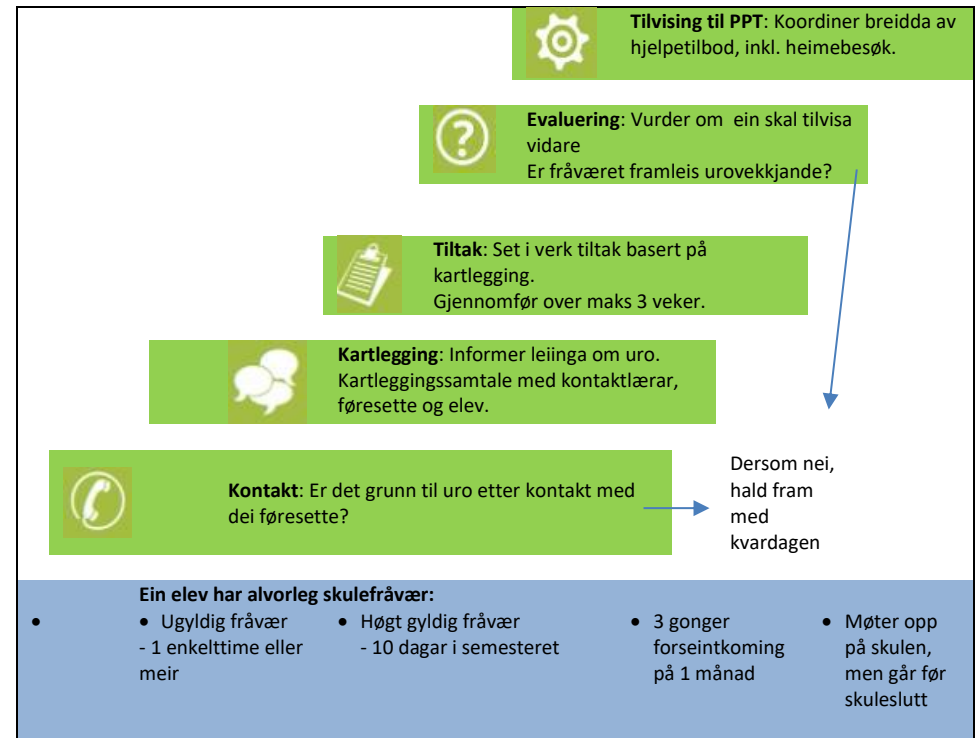 Tilvising til PPT: Koordiner breidda av
hjelpetilbod, inkl. heimebesøk.
Evaluering: Vurder om  ein skal tilvisa
vidare
Er fråværet framleis urovekkjande?
Tiltak: Set i verk tiltak basert på
kartlegging.
Gjennomfør over maks 3 veker.
Kartlegging: Informer leiinga om uro.
Kartleggingssamtale med kontaktlærar,
føresette og elev.
Kontakt: Er det grunn til uro etter kontakt med
dei føresette?
Dersom nei,
hald fram
med
kvardagen
Ein elev har alvorleg skulefråvær:
•
• Ugyldig fråvær
- 1 enkelttime eller
meir
• Høgt gyldig fråvær
- 10 dagar i semesteret
• 3 gonger
forseintkoming
på 1 månad
• Møter opp
på skulen,
men går før
skuleslutt